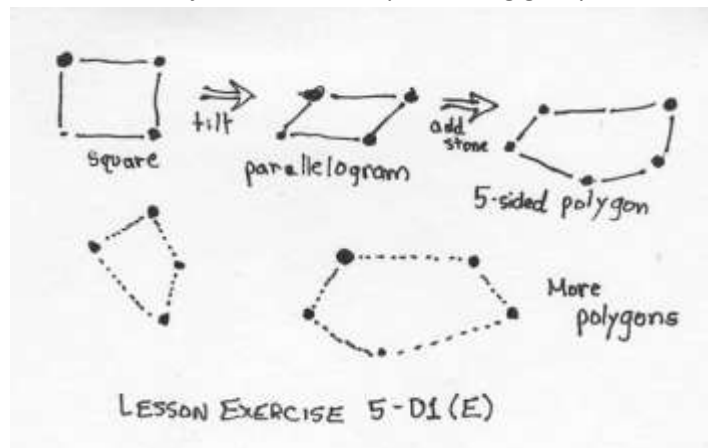 tilt
add
stone
square
parallelogram
5-sided polygon
More
polygons
LESSON EXERCISE 5-D1(E)